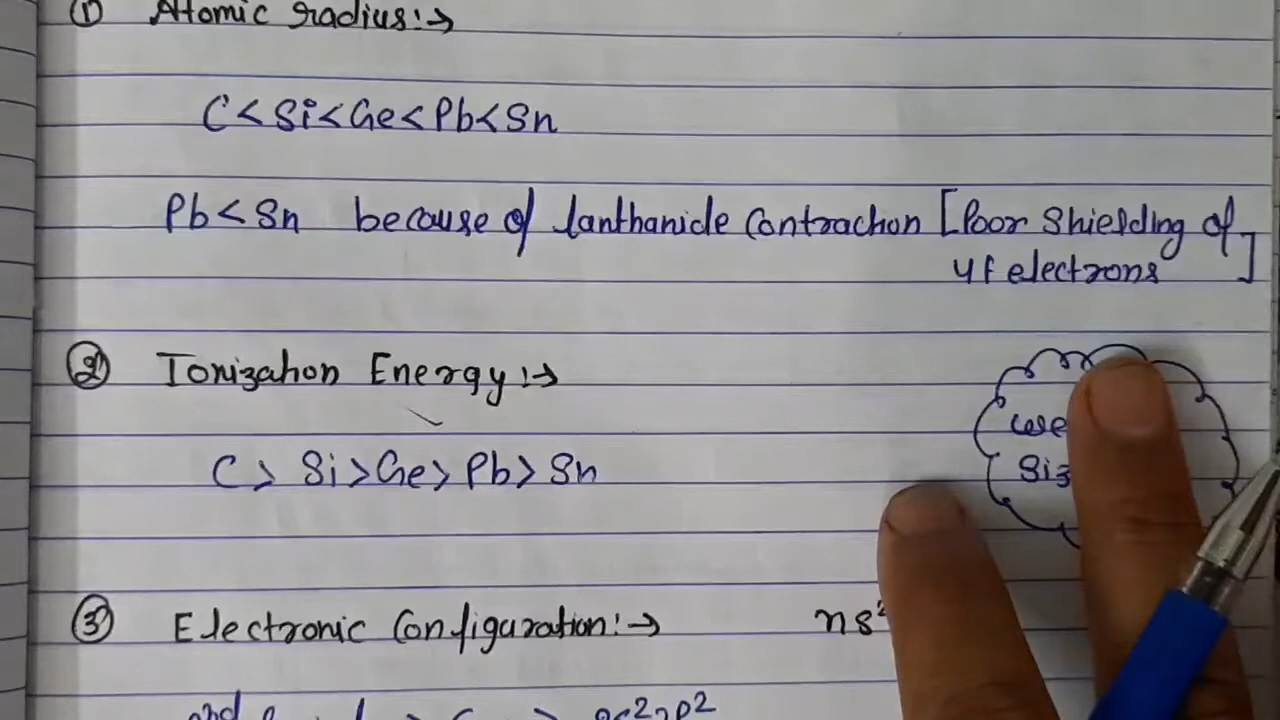 ① Atomic radius:→
C < Si < Ge < Pb < Sn
Pb < Sn because of lanthanide Contraction [Poor Shielding of
4f electrons]
② Ionization Energy:→
C > Si > Ge > Pb > Sn
③ Electronic Configuration:→ ns²